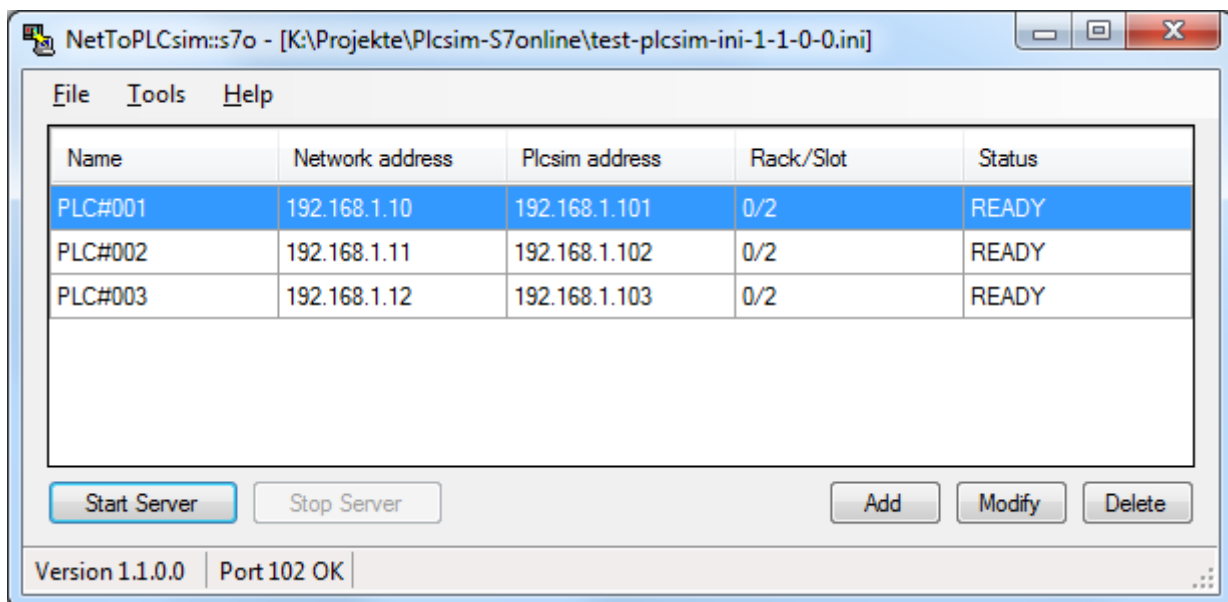 NetToPLCsim::s7o - [K:\Projekte\Plcsim-S7online\test-plcsim-ini-1-1-0-0.ini]
File Tools Help
Name Network address Plcsim address Rack/Slot Status
PLC#001 192.168.1.10 192.168.1.101 0/2 READY
PLC#002 192.168.1.11 192.168.1.102 0/2 READY
PLC#003 192.168.1.12 192.168.1.103 0/2 READY
Start Server Stop Server Add Modify Delete
Version 1.1.0.0 Port 102 OK